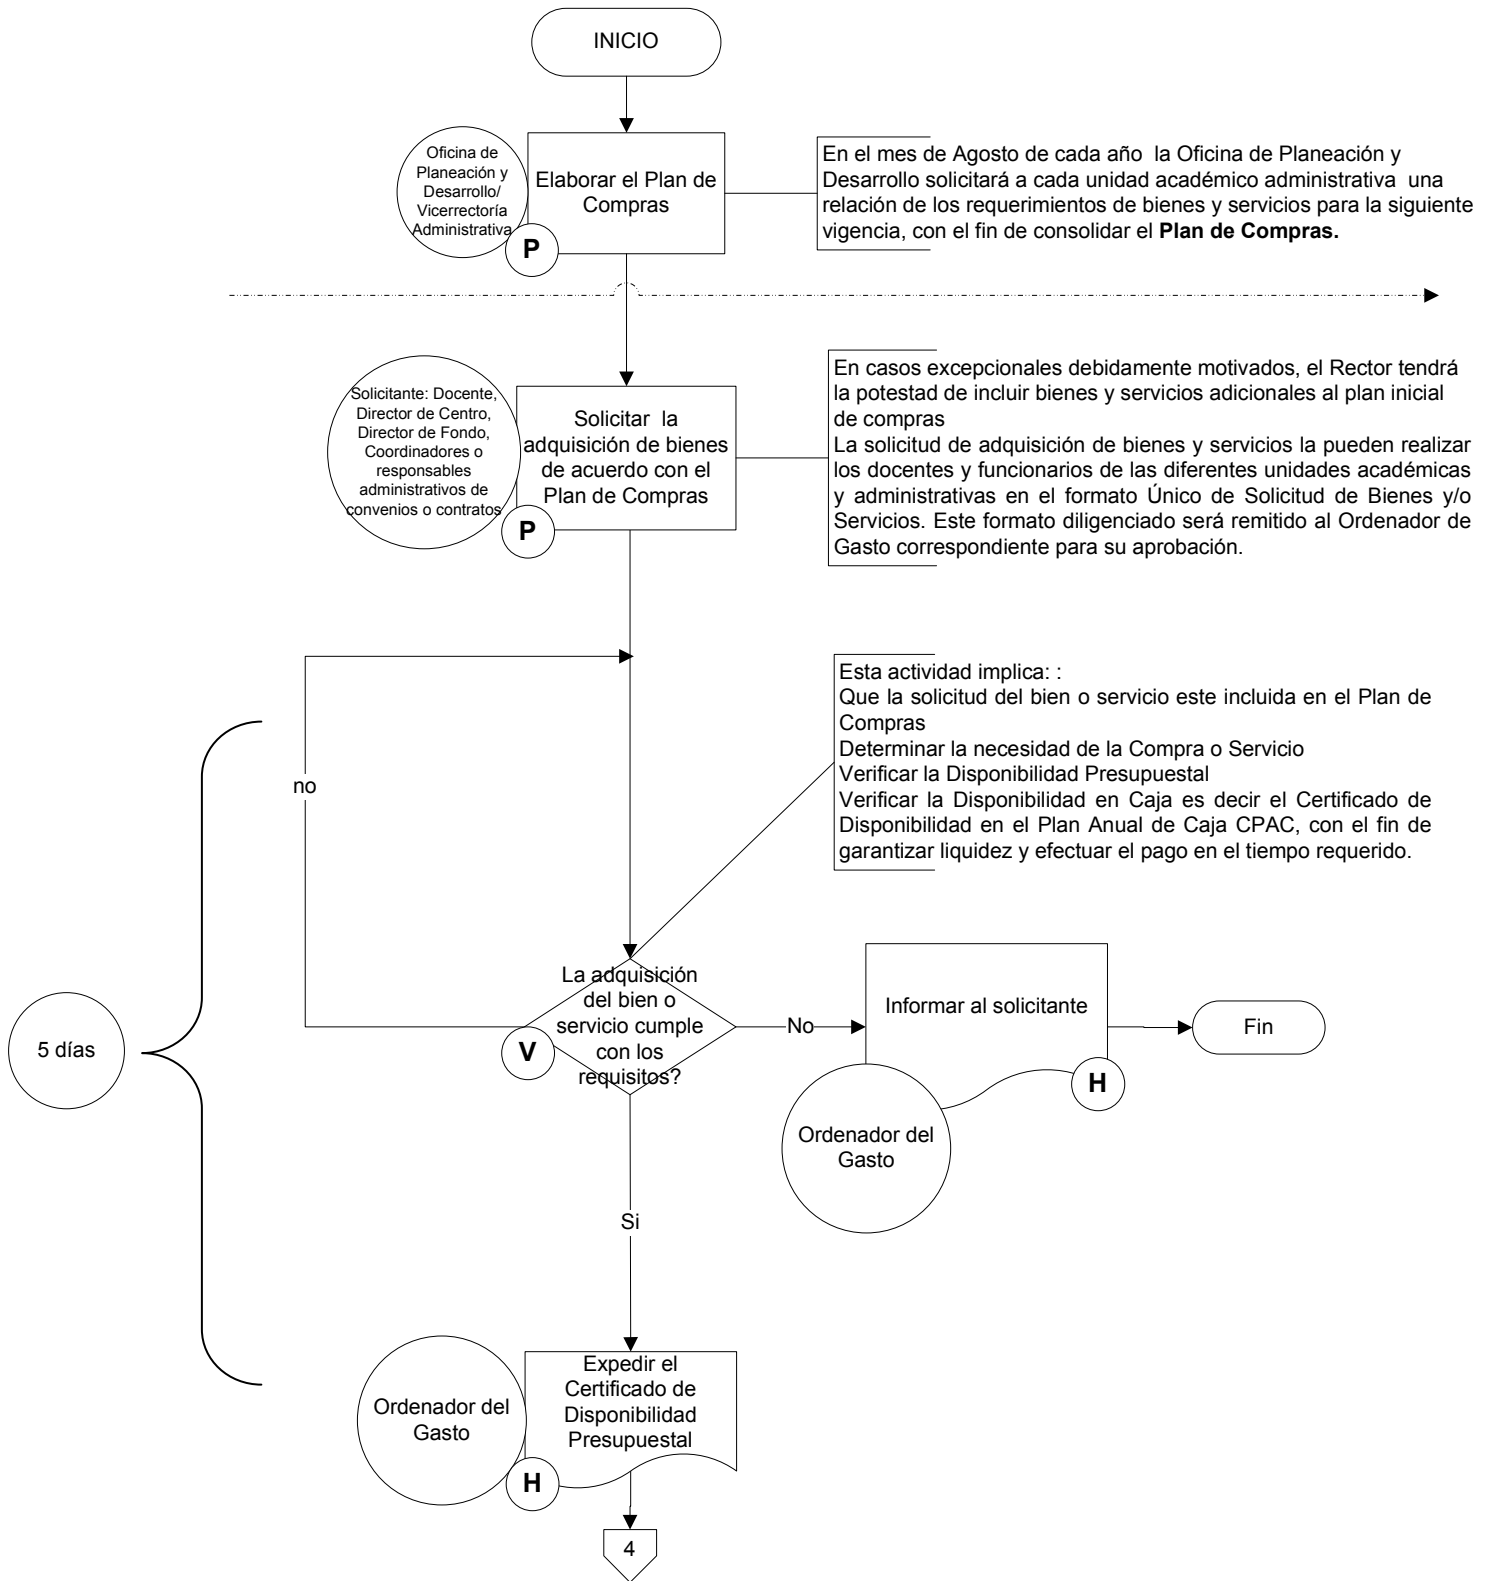 INICIO
Oficina de
Planeación y
Desarrollo/
Vicerrectoría
Administrativa
P
Elaborar el Plan de
Compras
En el mes de Agosto de cada año  la Oficina de Planeación y
Desarrollo solicitará a cada unidad académico administrativa  una
relación de los requerimientos de bienes y servicios para la siguiente
vigencia, con el fin de consolidar el Plan de Compras.
Solicitante: Docente,
Director de Centro,
Director de Fondo,
Coordinadores o
responsables
administrativos de
convenios o contratos
P
Solicitar  la
adquisición de bienes
de acuerdo con el
Plan de Compras
En casos excepcionales debidamente motivados, el Rector tendrá
la potestad de incluir bienes y servicios adicionales al plan inicial
de compras
La solicitud de adquisición de bienes y servicios la pueden realizar
los docentes y funcionarios de las diferentes unidades académicas
y administrativas en el formato Único de Solicitud de Bienes y/o
Servicios. Este formato diligenciado será remitido al Ordenador de
Gasto correspondiente para su aprobación.
Esta actividad implica: :
Que la solicitud del bien o servicio este incluida en el Plan de
Compras
Determinar la necesidad de la Compra o Servicio
Verificar la Disponibilidad Presupuestal
Verificar la Disponibilidad en Caja es decir el Certificado de
Disponibilidad en el Plan Anual de Caja CPAC, con el fin de
garantizar liquidez y efectuar el pago en el tiempo requerido.
no
5 días
La adquisición
del bien o
servicio cumple
con los
requisitos?
V
No
Informar al solicitante
H
Ordenador del
Gasto
Fin
Si
Ordenador del
Gasto
H
Expedir el
Certificado de
Disponibilidad
Presupuestal
4